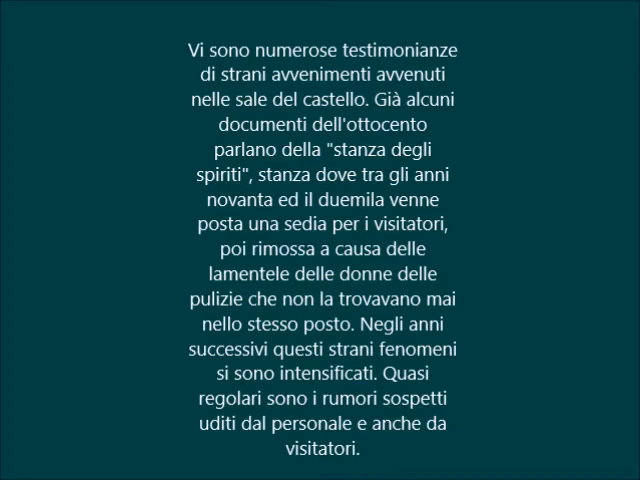 Vi sono numerose testimonianze
di strani avvenimenti avvenuti
nelle sale del castello. Già alcuni
documenti dell'ottocento
parlano della "stanza degli
spiriti", stanza dove tra gli anni
novanta ed il duemila venne
posta una sedia per i visitatori,
poi rimossa a causa delle
lamentele delle donne delle
pulizie che non la trovavano mai
nello stesso posto. Negli anni
successivi questi strani fenomeni
si sono intensificati. Quasi
regolari sono i rumori sospetti
uditi dal personale e anche da
visitatori.